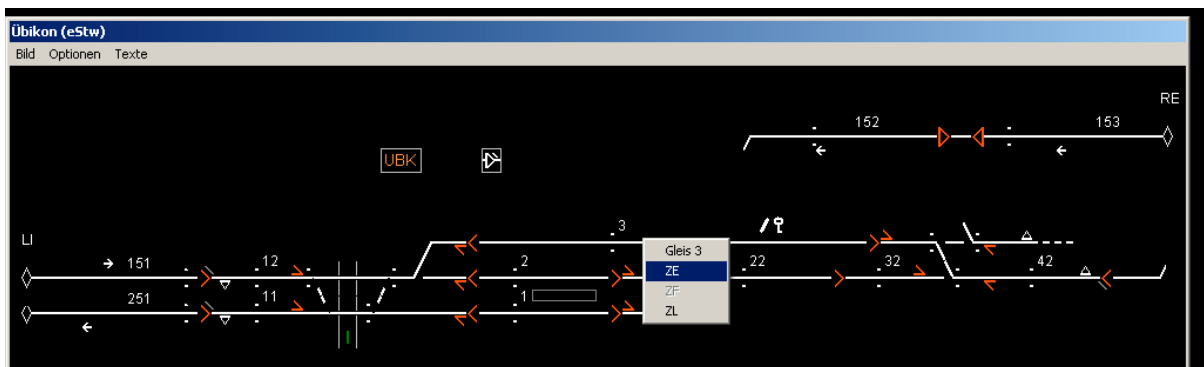 Übikon (eStw)
Bild Optionen Texte
RE
152 153
UBK
3
LI
Gleis 3
151 12 2 ZE 22 32 42
ZF
251 11 1 ZL